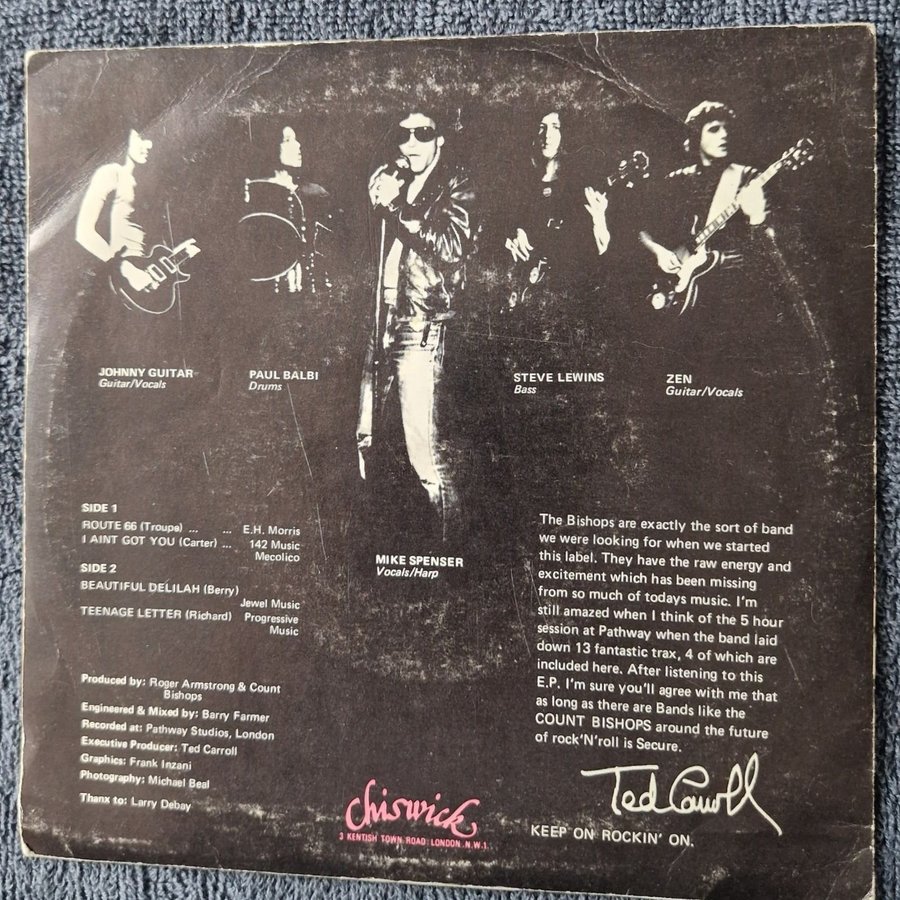 JOHNNY GUITAR
Guitar/Vocals
PAUL BALBI
Drums
STEVE LEWINS
Bass
ZEN
Guitar/Vocals
MIKE SPENSER
Vocals/Harp
SIDE 1
ROUTE 66 (Troupe) ... ... E.H. Morris
I AINT GOT YOU (Carter) ... 142 Music
Mecolico
SIDE 2
BEAUTIFUL DELILAH (Berry)
Jewel Music
TEENAGE LETTER (Richard) Progressive
Music
Produced by: Roger Armstrong & Count
Bishops
Engineered & Mixed by: Barry Farmer
Recorded at: Pathway Studios, London
Executive Producer: Ted Carroll
Graphics: Frank Inzani
Photography: Michael Beal
Thanx to: Larry Debay
The Bishops are exactly the sort of band
we were looking for when we started
this label. They have the raw energy and
excitement which has been missing
from so much of todays music. I'm
still amazed when I think of the 5 hour
session at Pathway when the band laid
down 13 fantastic trax, 4 of which are
included here. After listening to this
E.P. I'm sure you'll agree with me that
as long as there are Bands like the
COUNT BISHOPS around the future
of rock'N'roll is Secure.
Ted Carroll
KEEP ON ROCKIN' ON.
Chiswick
3 KENTISH TOWN ROAD: LONDON .N.W.1.